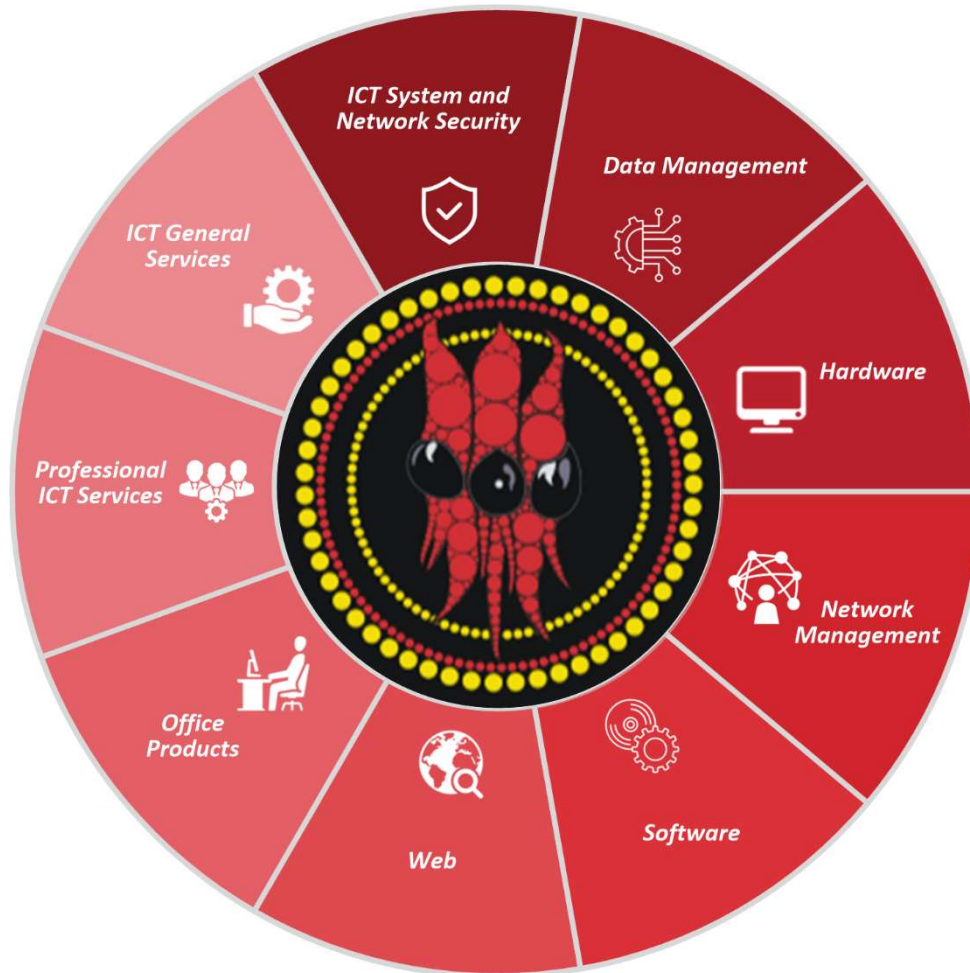 ICT System and
Network Security
Data Management
Hardware
Network
Management
Software
Web
Office
Products
Professional
ICT Services
ICT General
Services